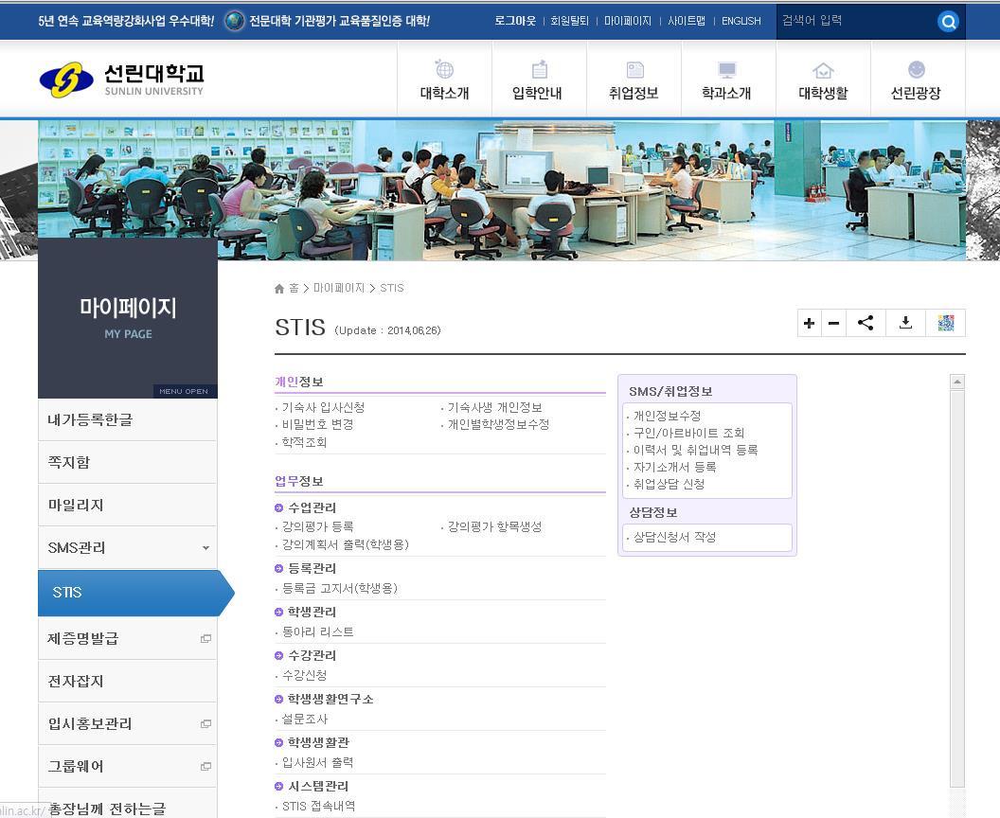 5년 연속 교육역량강화사업 우수대학! 전문대학 기관평가 교육품질인증 대학!
로그아웃 | 회원탈퇴 | 마이페이지 | 사이트맵 | ENGLISH
검색어 입력
선린대학교
SUNLIN UNIVERSITY
대학소개 입학안내 취업정보 학과소개 대학생활 선린광장
마이페이지
MY PAGE
MENU OPEN
내가등록한글
쪽지함
마일리지
SMS관리
STIS
제증명발급
전자잡지
입시홍보관리
그룹웨어
총장님께 전하는글
lin.ac.kr/
홈 > 마이페이지 > STIS
STIS (Update : 2014.06.26)
개인정보
· 기숙사 입사신청 · 기숙사생 개인정보
· 비밀번호 변경 · 개인별학생정보수정
· 학적조회
업무정보
수업관리
· 강의평가 등록 · 강의평가 항목생성
· 강의계획서 출력(학생용)
등록관리
· 등록금 고지서(학생용)
학생관리
· 동아리 리스트
수강관리
· 수강신청
학생생활연구소
· 설문조사
학생생활관
· 입사원서 출력
시스템관리
· STIS 접속내역
SMS/취업정보
· 개인정보수정
· 구인/아르바이트 조회
· 이력서 및 취업내역 등록
· 자기소개서 등록
· 취업상담 신청
상담정보
· 상담신청서 작성